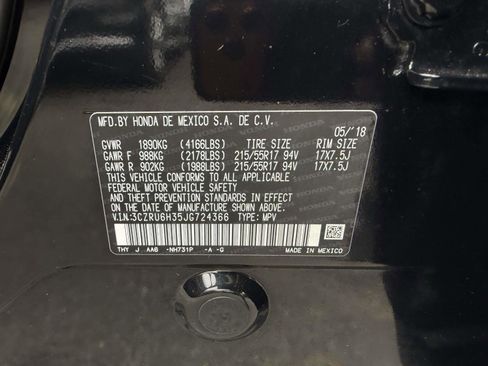 MFD.BY HONDA DE MEXICO S.A. DE C.V.
05/'18
GVWR 1890KG (4166LBS) TIRE SIZE RIM SIZE
GAWR F 988KG (2178LBS) 215/55R17 94V 17X7.5J
GAWR R 902KG (1988LBS) 215/55R17 94V 17X7.5J
THIS VEHICLE CONFORMS TO ALL APPLICABLE
FEDERAL MOTOR VEHICLE SAFETY
AND THEFT PREVENTION STANDARDS IN EFFECT
ON THE DATE OF MANUFACTURE SHOWN ABOVE.
V.I.N:3CZRU6H35JG724366 TYPE: MPV
THY J AA6 -NH731P -A -G
MADE IN MEXICO